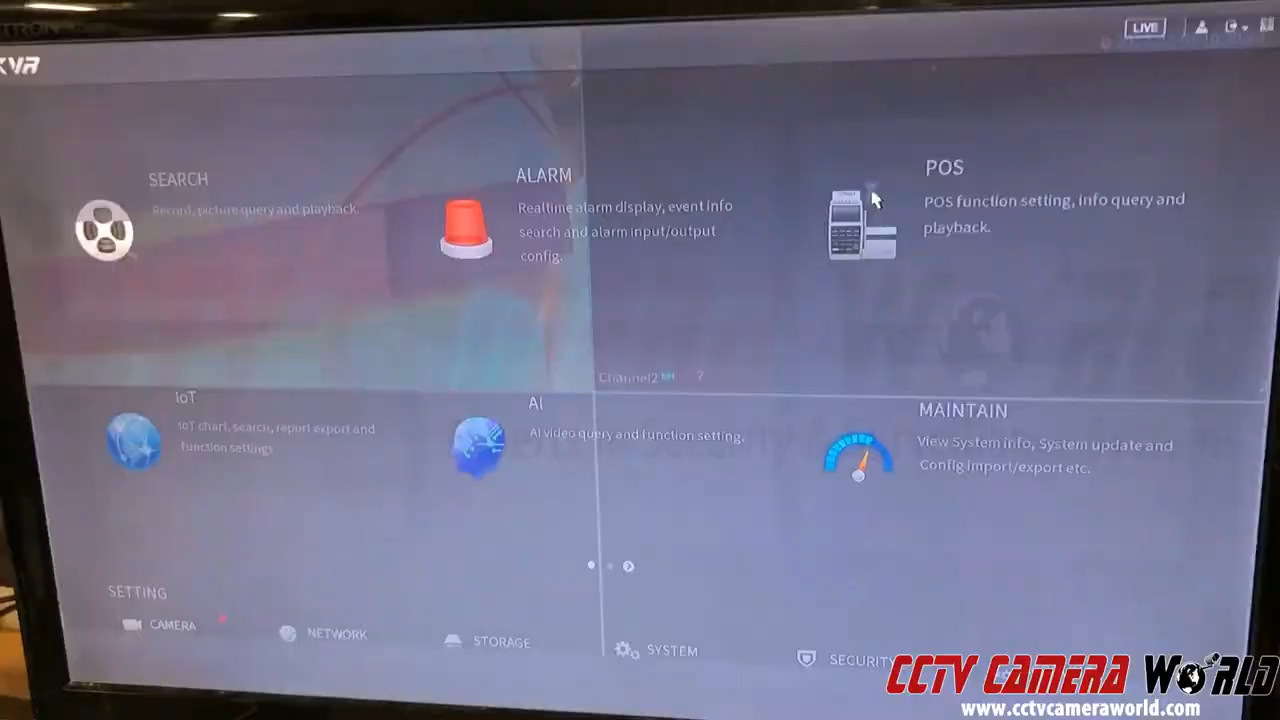 LIVE
XVR
SEARCH
Record, picture query and playback.
ALARM
Realtime alarm display, event info
search and alarm input/output
config.
POS
POS function setting, info query and
playback.
Channel2
?
IoT
IoT chart, search, report export and
function settings
AI
AI video query and function setting.
MAINTAIN
View System info, System update and
Config import/export etc.
SETTING
CAMERA
NETWORK
STORAGE
SYSTEM
SECURITY
CCTV CAMERA WORLD
www.cctvcameraworld.com